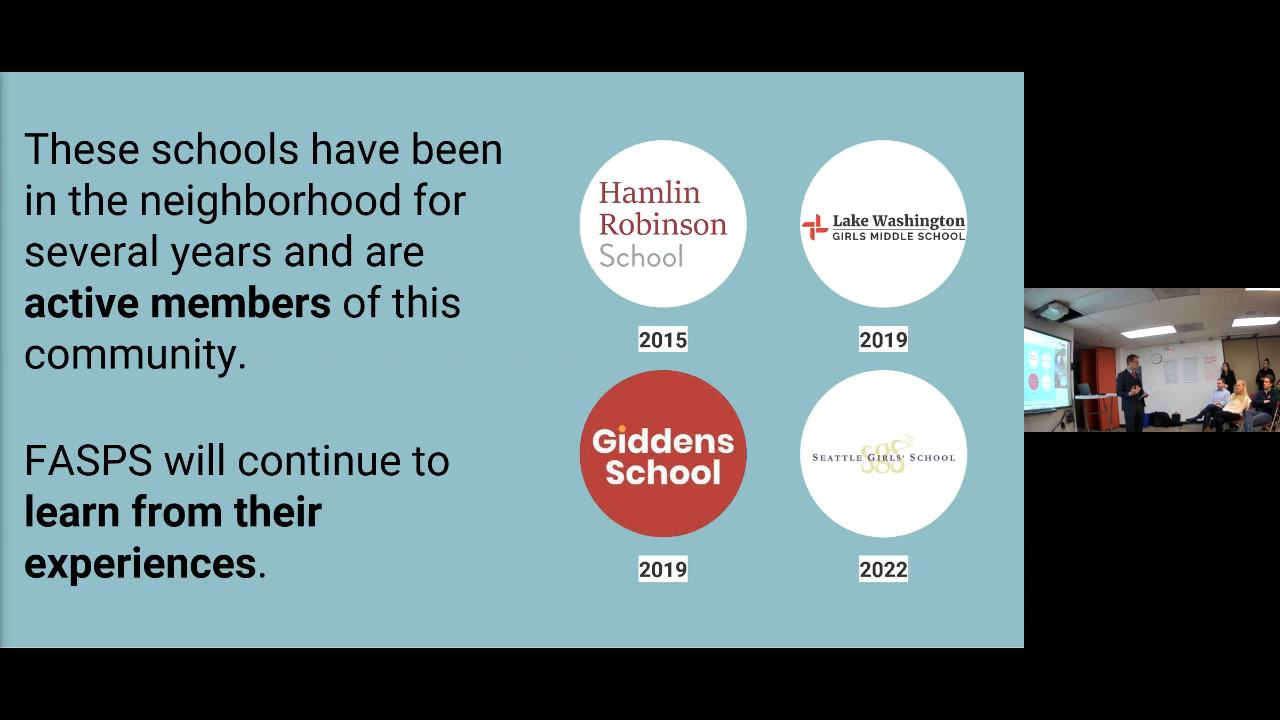 These schools have been
in the neighborhood for
several years and are
active members of this
community.
FASPS will continue to
learn from their
experiences.
Hamlin
Robinson
School
2015
Lake Washington
GIRLS MIDDLE SCHOOL
2019
Giddens
School
2019
sgs
SEATTLE GIRLS' SCHOOL
2022